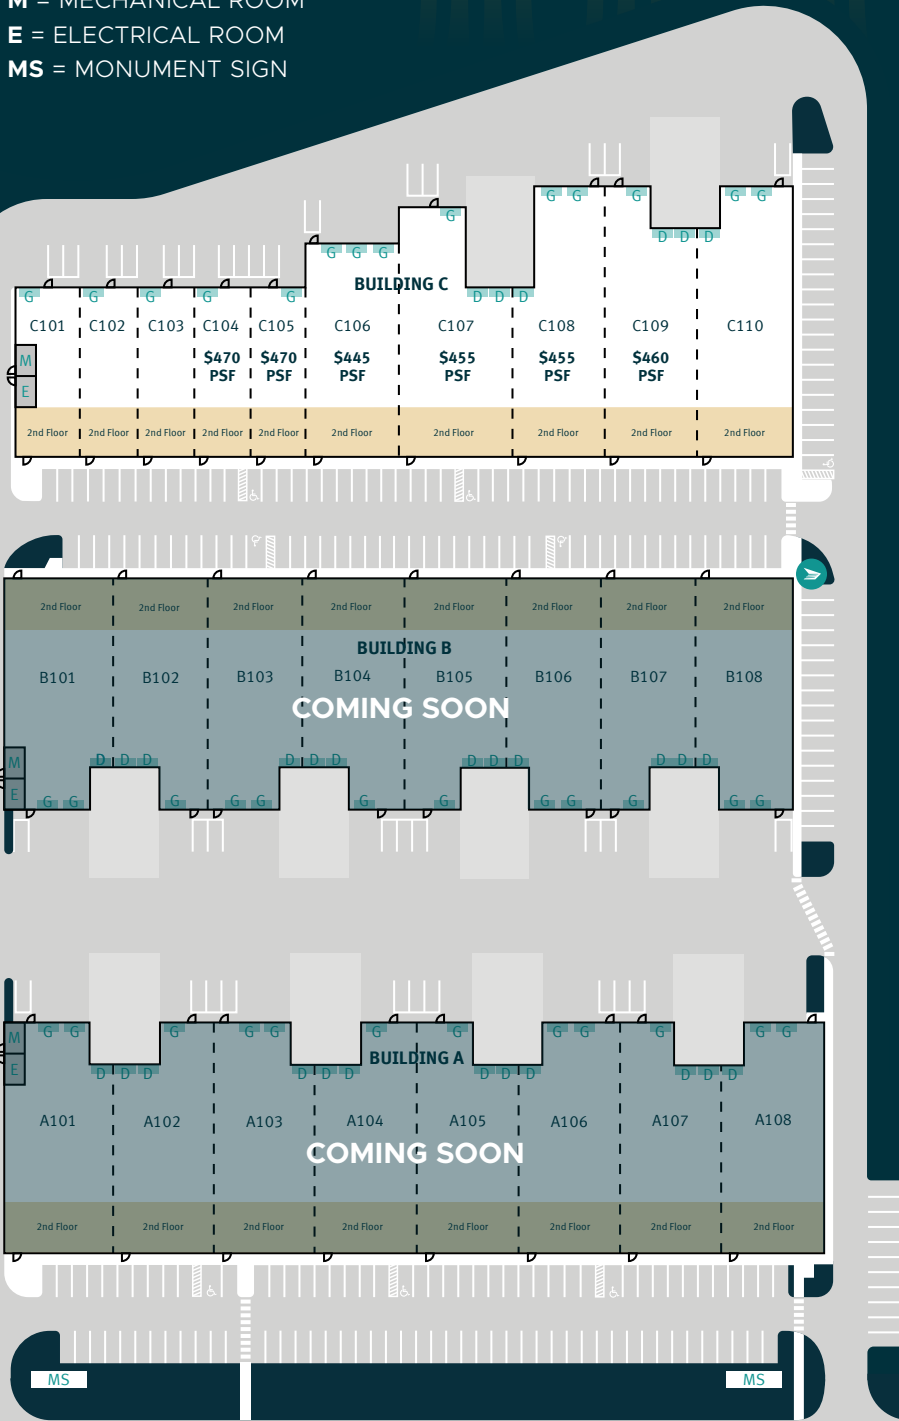 M = MECHANICAL ROOM
E = ELECTRICAL ROOM
MS = MONUMENT SIGN
G G G G
D D D
G
G G G
BUILDING C
D D D
G G G G G
C101 C102 C103 C104 C105 C106 C107 C108 C109 C110
$470 PSF $470 PSF $445 PSF $455 PSF $455 PSF $460 PSF
M
E
2nd Floor 2nd Floor 2nd Floor 2nd Floor 2nd Floor 2nd Floor 2nd Floor 2nd Floor 2nd Floor 2nd Floor
2nd Floor 2nd Floor 2nd Floor 2nd Floor 2nd Floor 2nd Floor 2nd Floor 2nd Floor
BUILDING B
B101 B102 B103 B104 B105 B106 B107 B108
COMING SOON
M D D D D D D D D D D D D
E G G G G G G G G G G G G
M G G G G G G G G G G G G
BUILDING A
E D D D D D D D D D D D D
A101 A102 A103 A104 A105 A106 A107 A108
COMING SOON
2nd Floor 2nd Floor 2nd Floor 2nd Floor 2nd Floor 2nd Floor 2nd Floor 2nd Floor
MS MS